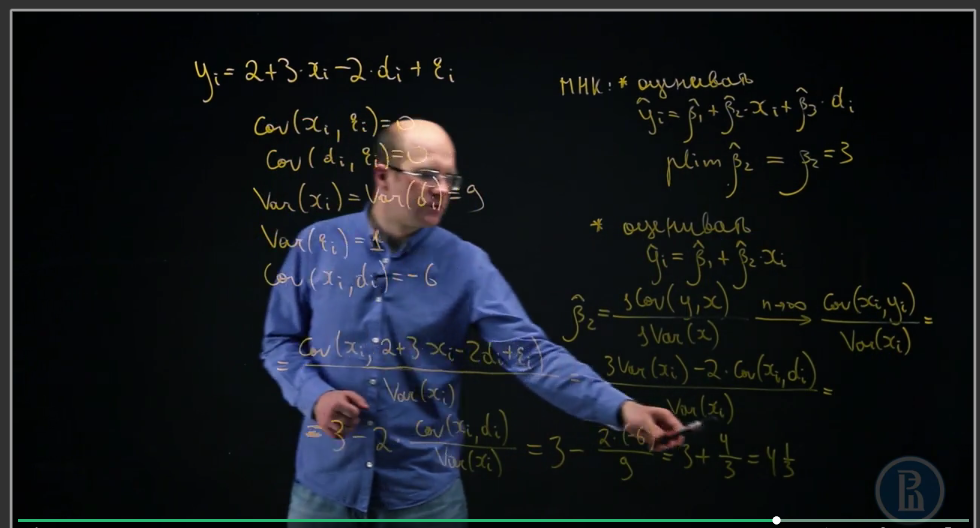 yᵢ = 2+3·xᵢ−2·dᵢ+εᵢ
Cov(xᵢ, εᵢ)=0
Cov(dᵢ, εᵢ)=0
Var(xᵢ)=Var(dᵢ)=9
Var(εᵢ)=1
Cov(xᵢ,dᵢ)=−6
МНК: * оцениваем
ŷᵢ=β̂₁+β̂₂·xᵢ+β̂₃·dᵢ
plim β̂₂ = β₂=3
* оцениваем
ŷᵢ=β̂₁+β̂₂·xᵢ
β̂₂ = sCov(y,x)/sVar(x) n→∞→ Cov(xᵢ,yᵢ)/Var(xᵢ) =
= Cov(xᵢ, 2+3·xᵢ−2dᵢ+εᵢ)/Var(xᵢ) = 3Var(xᵢ)−2·Cov(xᵢ,dᵢ)/Var(xᵢ) =
= 3−2·Cov(xᵢ,dᵢ)/Var(xᵢ) = 3− 2·(−6)/9 = 3+4/3 = 4 1/3